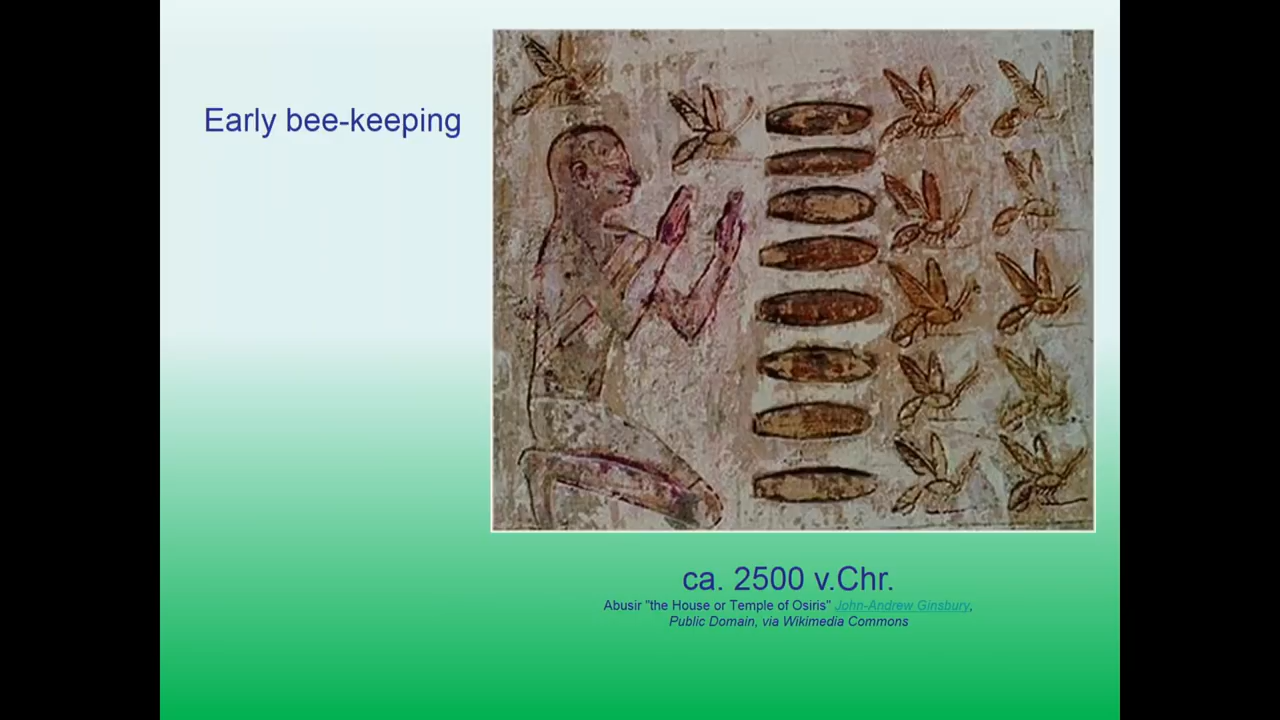 Early bee-keeping
ca. 2500 v.Chr.
Abusir "the House or Temple of Osiris" John-Andrew Ginsbury,
Public Domain, via Wikimedia Commons